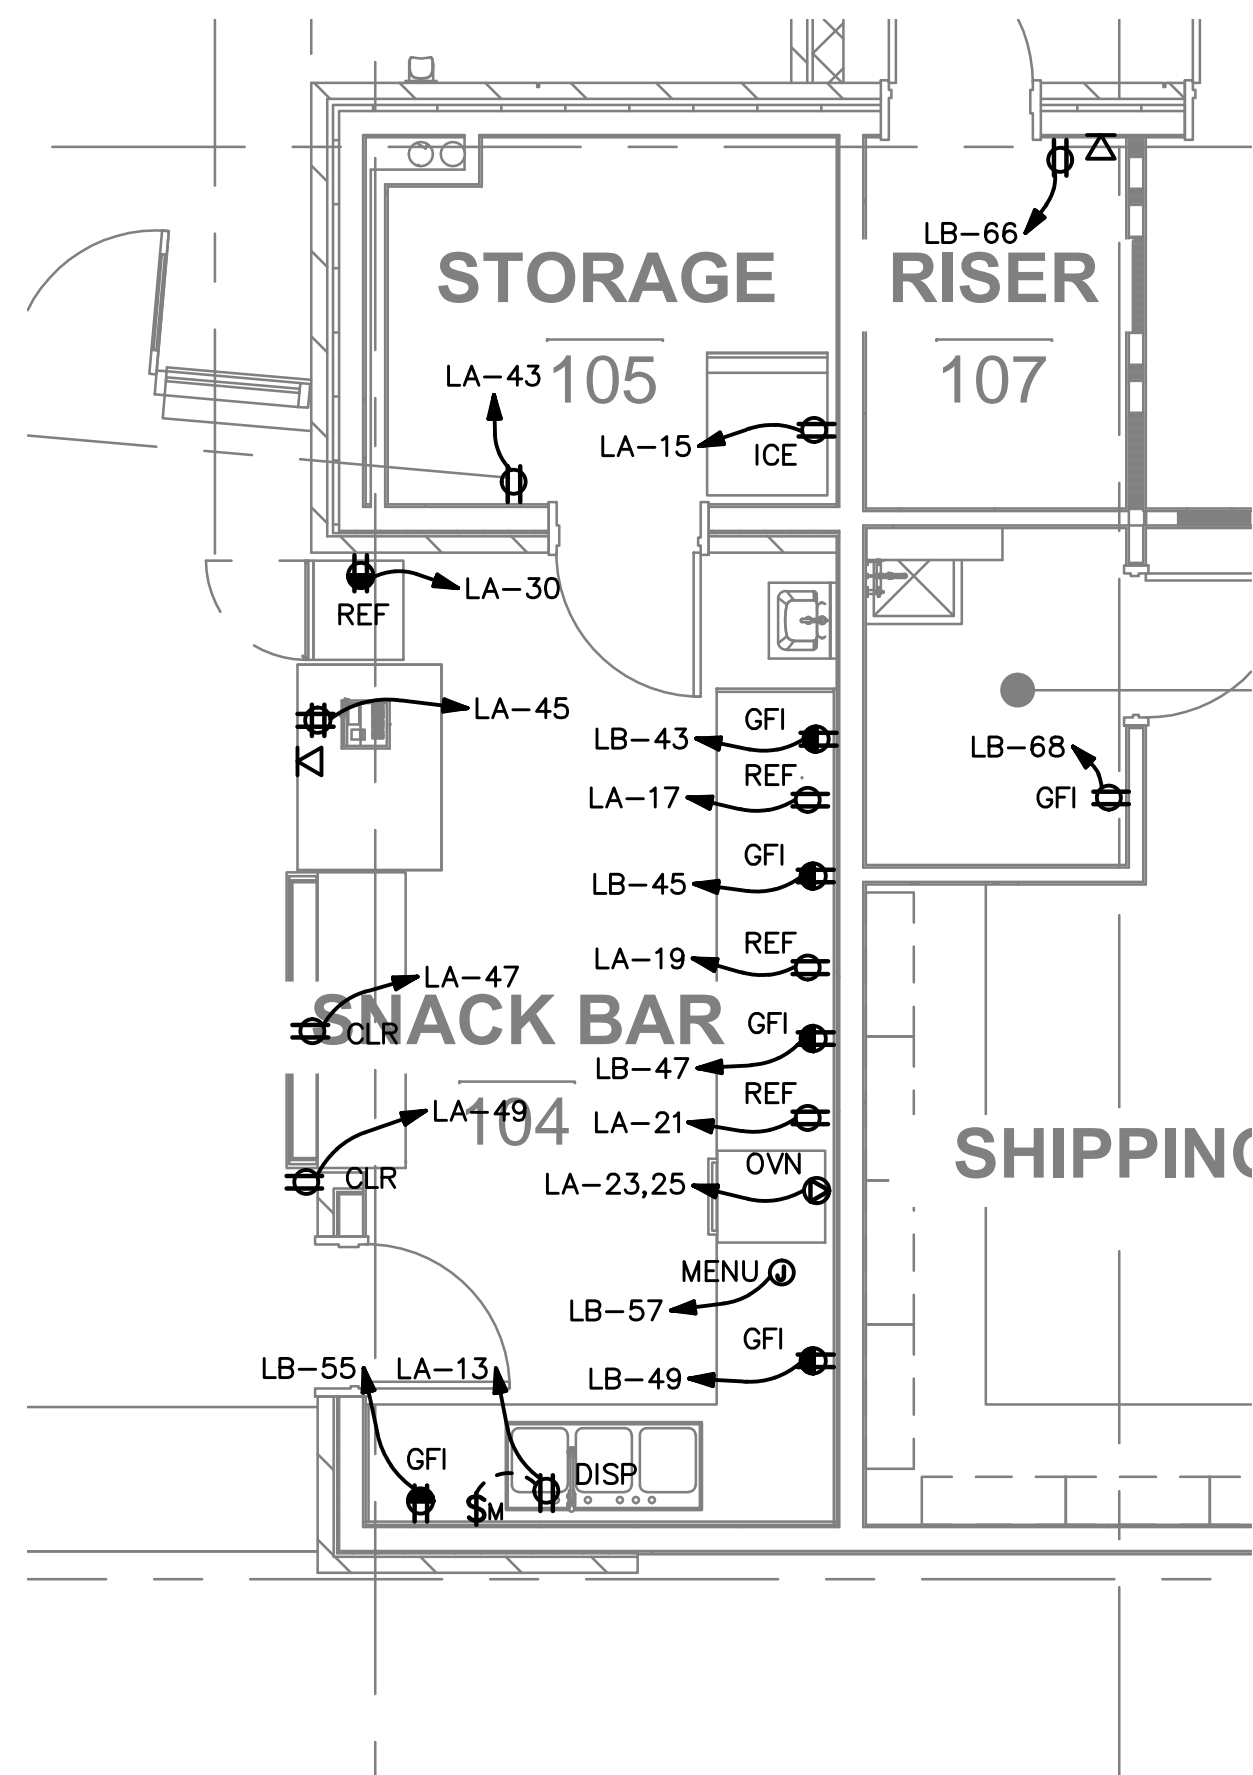 LB-66
STORAGE
RISER
105
107
LA-43
LA-15
ICE
LA-30
REF
LA-45
GFI
LB-43
REF
LA-17
LB-68
GFI
GFI
LB-45
REF
LA-19
LA-47
SNACK BAR
CLR
GFI
LB-47
REF
LA-21
LA-49
104
SHIPPING
CLR
OVN
LA-23,25
MENU J
LB-57
GFI
LB-49
LB-55
LA-13
GFI
DISP
$M